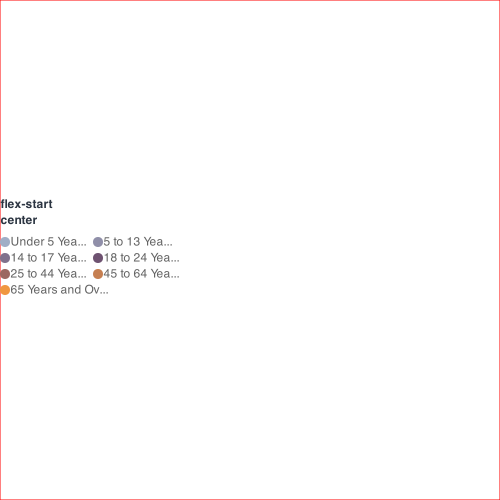 flex-start
center
Under 5 Yea... 5 to 13 Yea...
14 to 17 Yea... 18 to 24 Yea...
25 to 44 Yea... 45 to 64 Yea...
65 Years and Ov...